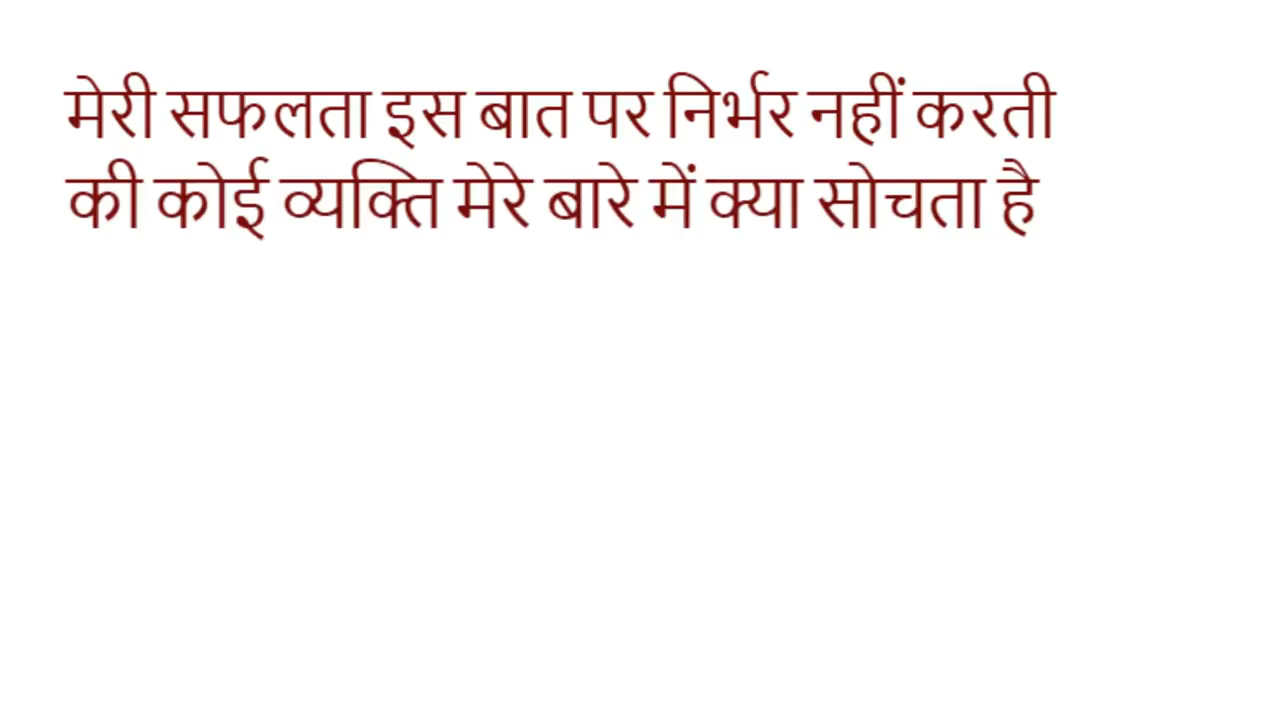 मेरी सफलता इस बात पर निर्भर नहीं करती
की कोई व्यक्ति मेरे बारे में क्या सोचता है